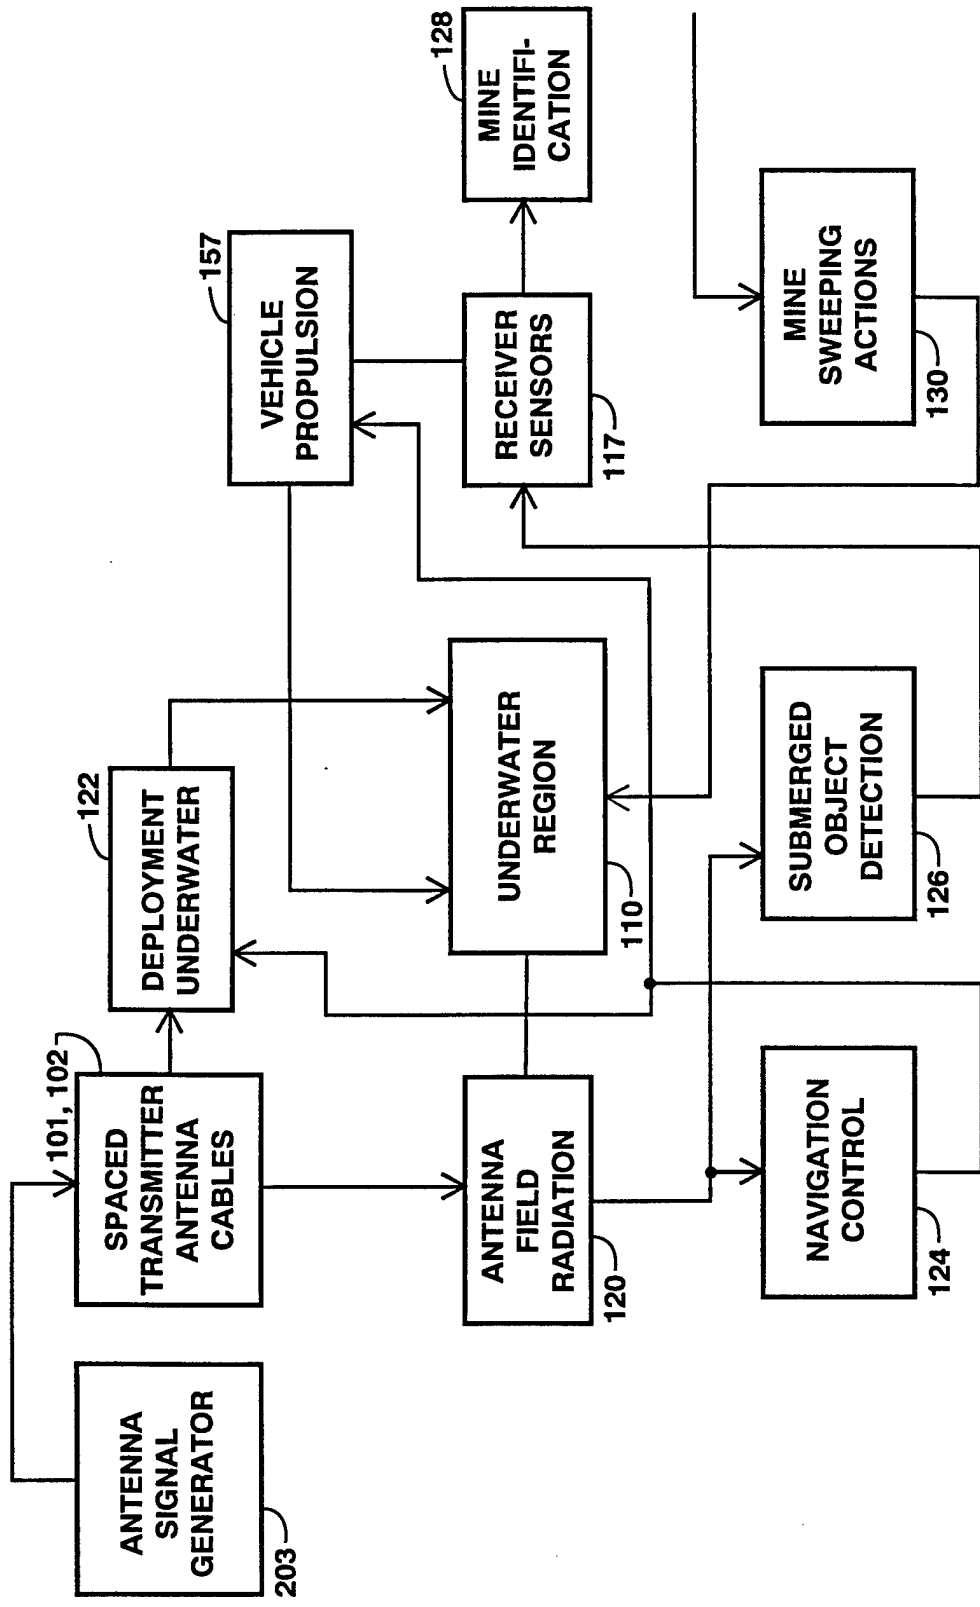 203
ANTENNA
SIGNAL
GENERATOR
101, 102
SPACED
TRANSMITTER
ANTENNA
CABLES
122
DEPLOYMENT
UNDERWATER
157
VEHICLE
PROPULSION
128
MINE
IDENTIFI-
CATION
120
ANTENNA
FIELD
RADIATION
110
UNDERWATER
REGION
117
RECEIVER
SENSORS
124
NAVIGATION
CONTROL
126
SUBMERGED
OBJECT
DETECTION
130
MINE
SWEEPING
ACTIONS